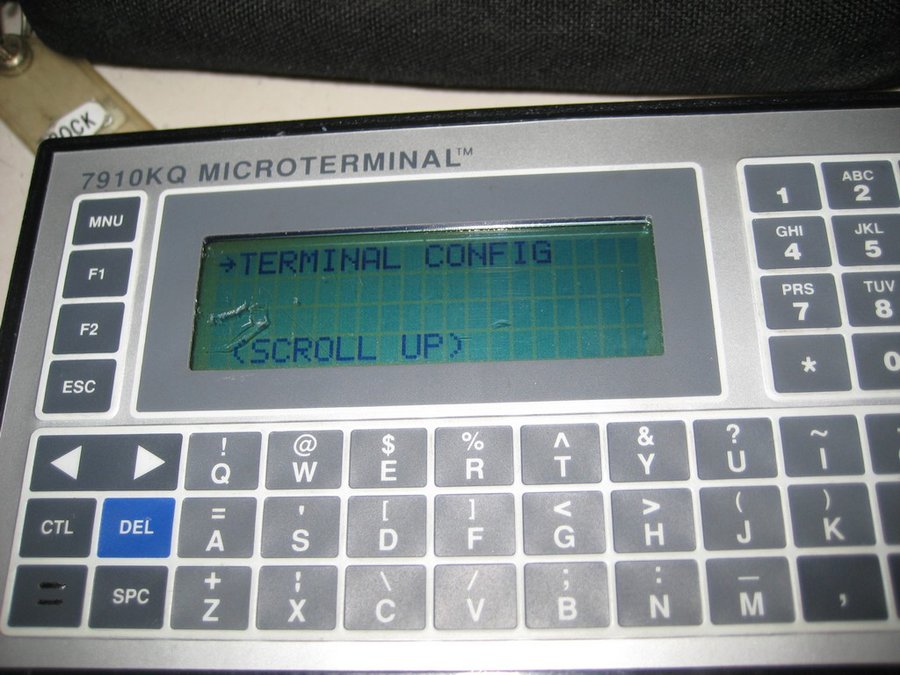 OCK
7910KQ MICROTERMINAL™
MNU
F1
F2
ESC
→TERMINAL CONFIG
(SCROLL UP)
1
ABC
2
GHI
4
JKL
5
PRS
7
TUV
8
*
0
! @ $ % ^ & ? ~
Q W E R T Y U I
CTL
DEL
= ' [ ] < > ( )
A S D F G H J K
SPC
+ ¦ \ / ; : _
Z X C V B N M ,